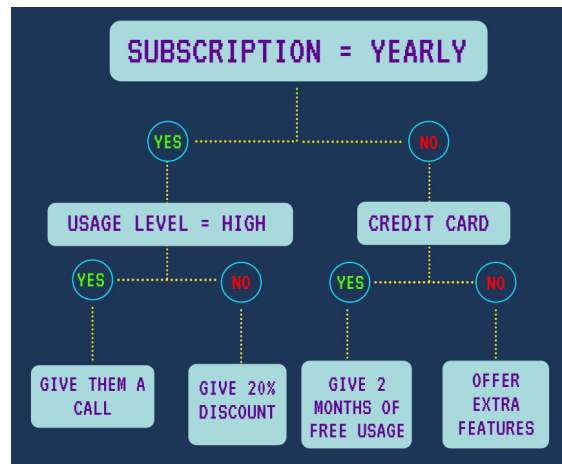 SUBSCRIPTION = YEARLY
YES
NO
USAGE LEVEL = HIGH
CREDIT CARD
YES
NO
YES
NO
GIVE THEM A
CALL
GIVE 20%
DISCOUNT
GIVE 2
MONTHS OF
FREE USAGE
OFFER
EXTRA
FEATURES